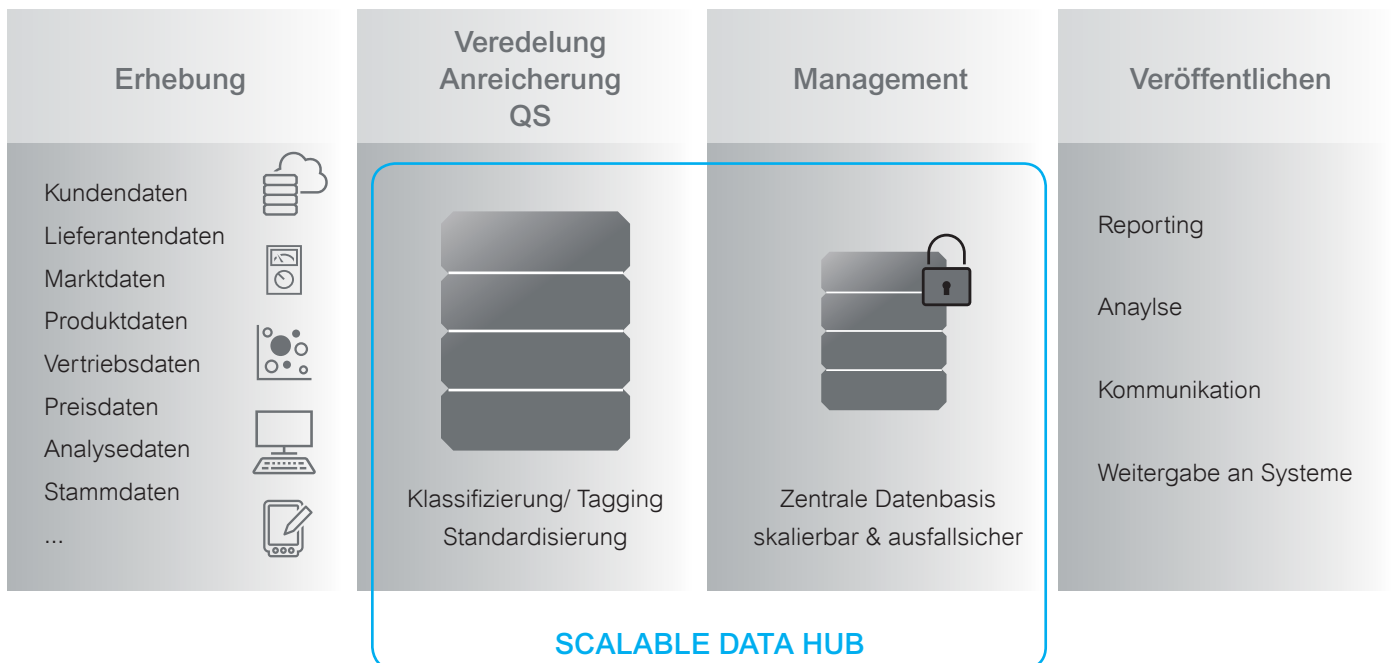 Erhebung
Kundendaten
Lieferantendaten
Marktdaten
Produktdaten
Vertriebsdaten
Preisdaten
Analysedaten
Stammdaten
...
Veredelung
Anreicherung
QS
Klassifizierung/ Tagging
Standardisierung
Management
Zentrale Datenbasis
skalierbar & ausfallsicher
Veröffentlichen
Reporting
Anaylse
Kommunikation
Weitergabe an Systeme
SCALABLE DATA HUB